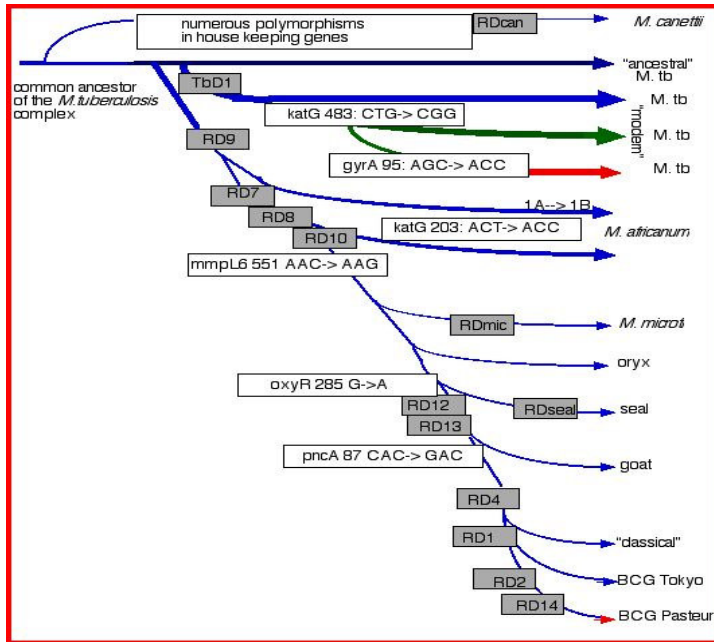 numerous polymorphisms
in house keeping genes
RDcan
M. canettii
"ancestral"
M. tb
common ancestor
of the M.tuberculosis
complex
TbD1
M. tb
katG 483: CTG-> CGG
"modern"
M. tb
RD9
gyrA 95: AGC-> ACC
M. tb
RD7
1A--> 1B
RD8
katG 203: ACT-> ACC
M. africanum
RD10
mmpL6 551 AAC-> AAG
RDmic
M. microti
oryx
oxyR 285 G->A
RD12
RDseal
seal
RD13
pncA 87 CAC-> GAC
goat
RD4
RD1
"classical"
RD2
BCG Tokyo
RD14
BCG Pasteur